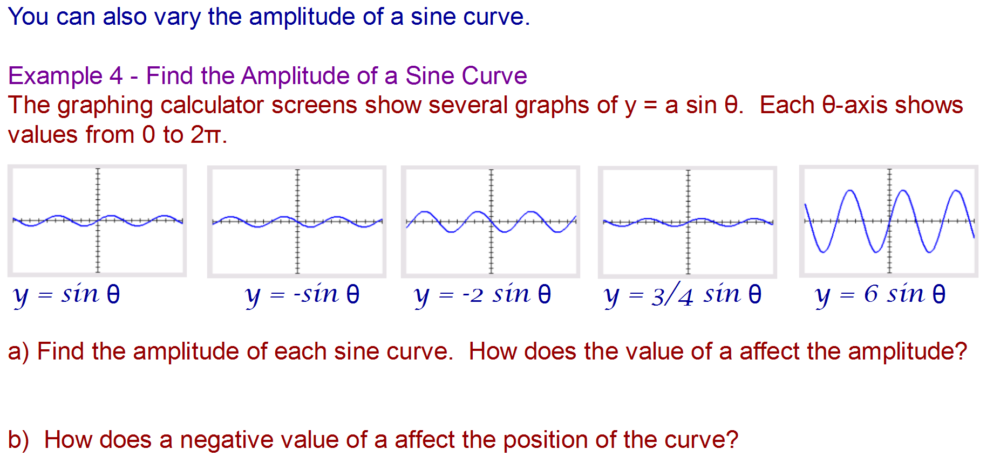 You can also vary the amplitude of a sine curve.
Example 4 - Find the Amplitude of a Sine Curve
The graphing calculator screens show several graphs of y = a sin θ. Each θ-axis shows
values from 0 to 2π.
y = sin θ
y = -sin θ
y = -2 sin θ
y = 3/4 sin θ
y = 6 sin θ
a) Find the amplitude of each sine curve. How does the value of a affect the amplitude?
b) How does a negative value of a affect the position of the curve?